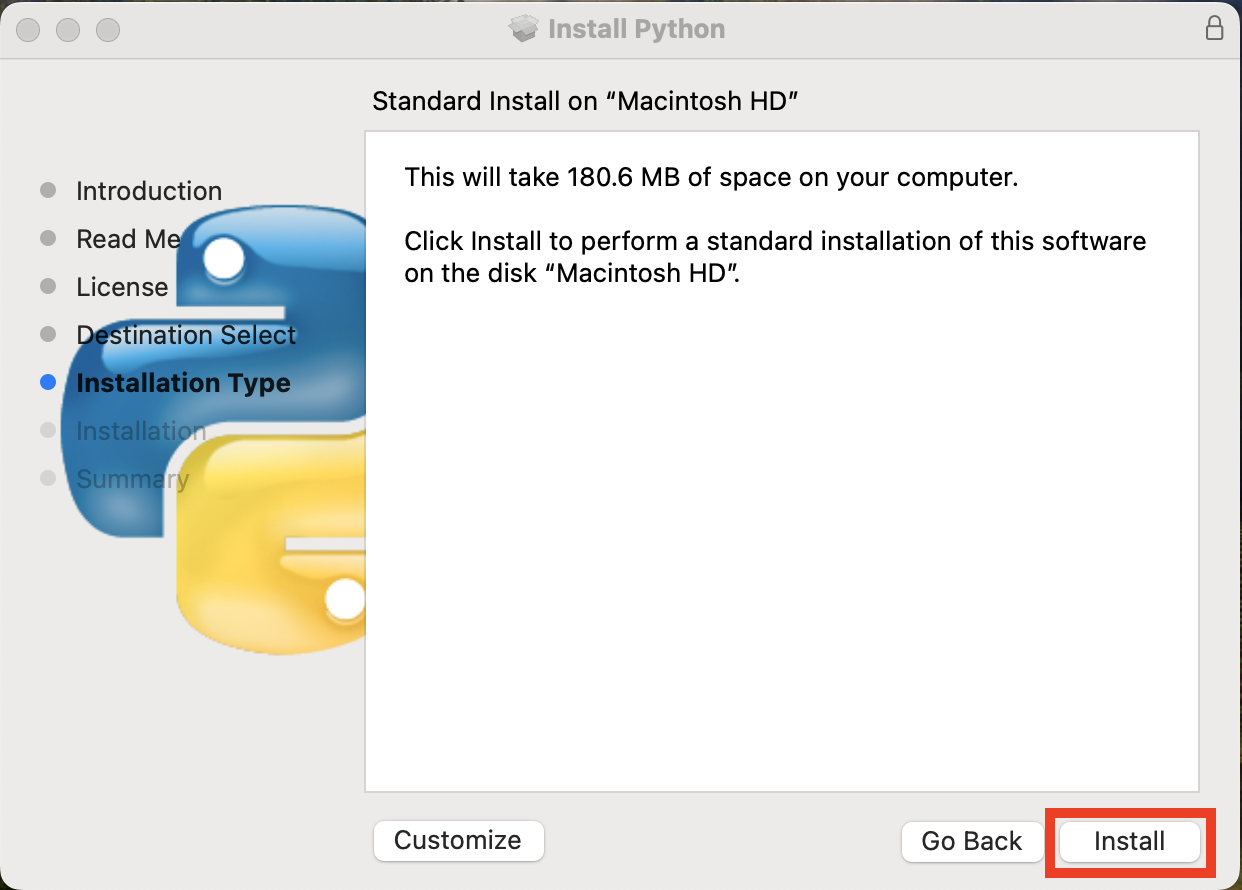 Install Python
Standard Install on “Macintosh HD”
Introduction
Read Me
License
Destination Select
Installation Type
Installation
Summary
This will take 180.6 MB of space on your computer.
Click Install to perform a standard installation of this software
on the disk “Macintosh HD”.
Customize
Go Back
Install